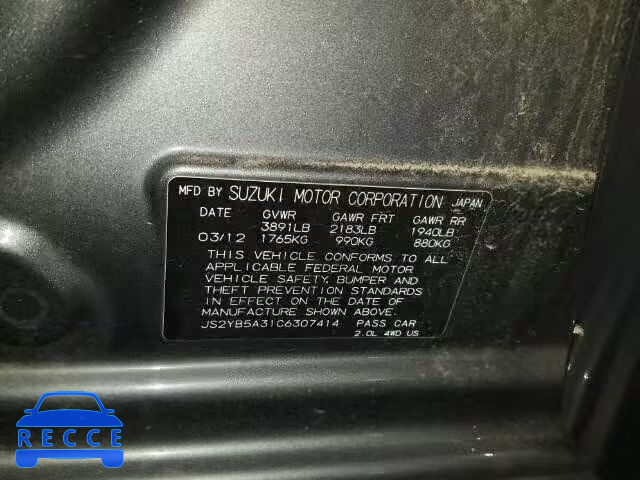 MFD BY SUZUKI MOTOR CORPORATION JAPAN
DATE GVWR GAWR FRT GAWR RR
3891LB 2183LB 1940LB
03/12 1765KG 990KG 880KG
THIS VEHICLE CONFORMS TO ALL
APPLICABLE FEDERAL MOTOR
VEHICLE SAFETY, BUMPER AND
THEFT PREVENTION STANDARDS
IN EFFECT ON THE DATE OF
MANUFACTURE SHOWN ABOVE.
JS2YB5A31C6307414 PASS CAR
2.0L 4WD US
RECCE